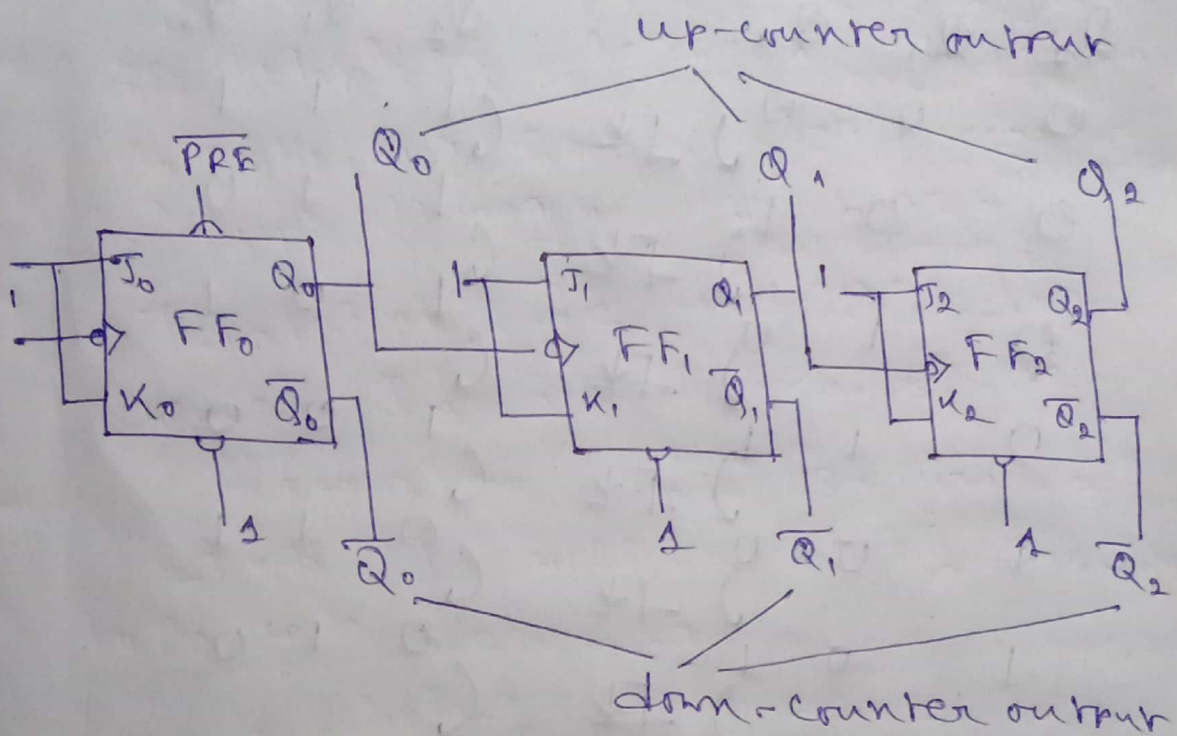 up-counter output
Q0 Q1 Q2
P̅R̅E̅
J0 Q0 1 J1 Q1 1 J2 Q2
1
FF0 FF1 FF2
K0 Q̅0 K1 Q̅1 K2 Q̅2
1 1 1
Q̅0 Q̅1 Q̅2
down-counter output